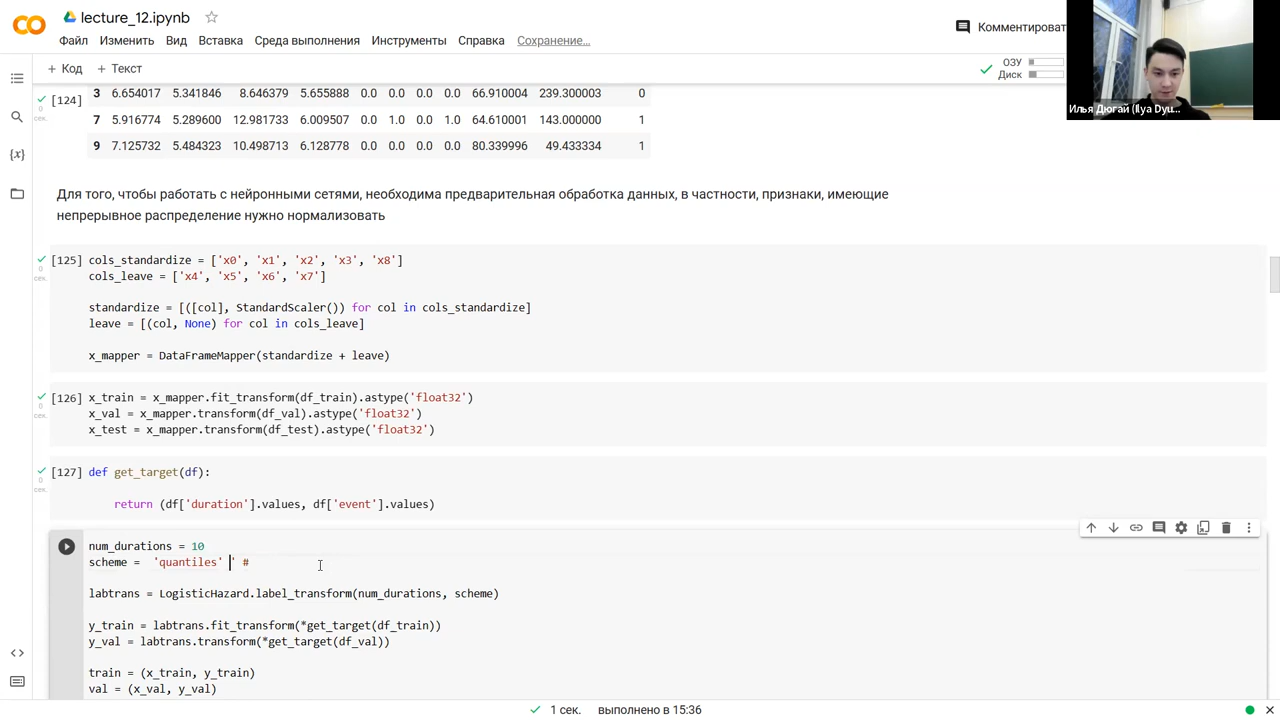 lecture_12.ipynb
Файл Изменить Вид Вставка Среда выполнения Инструменты Справка Сохранение…
Комментироват
+ Код + Текст
ОЗУ
Диск
Илья Дюгай (Ilya Dyu...
[124]
3 6.654017 5.341846 8.646379 5.655888 0.0 0.0 0.0 0.0 66.910004 239.300003 0
7 5.916774 5.289600 12.981733 6.009507 0.0 1.0 0.0 1.0 64.610001 143.000000 1
9 7.125732 5.484323 10.498713 6.128778 0.0 0.0 0.0 0.0 80.339996 49.433334 1
Для того, чтобы работать с нейронными сетями, необходима предварительная обработка данных, в частности, признаки, имеющие
непрерывное распределение нужно нормализовать
0
сек.
[125] cols_standardize = ['x0', 'x1', 'x2', 'x3', 'x8']
cols_leave = ['x4', 'x5', 'x6', 'x7']
standardize = [([col], StandardScaler()) for col in cols_standardize]
leave = [(col, None) for col in cols_leave]
x_mapper = DataFrameMapper(standardize + leave)
0
сек.
[126] x_train = x_mapper.fit_transform(df_train).astype('float32')
x_val = x_mapper.transform(df_val).astype('float32')
x_test = x_mapper.transform(df_test).astype('float32')
0
сек.
[127] def get_target(df):
return (df['duration'].values, df['event'].values)
0
сек.
num_durations = 10
scheme =  'quantiles' ' #
labtrans = LogisticHazard.label_transform(num_durations, scheme)
y_train = labtrans.fit_transform(*get_target(df_train))
y_val = labtrans.transform(*get_target(df_val))
train = (x_train, y_train)
val = (x_val, y_val)
1 сек. выполнено в 15:36